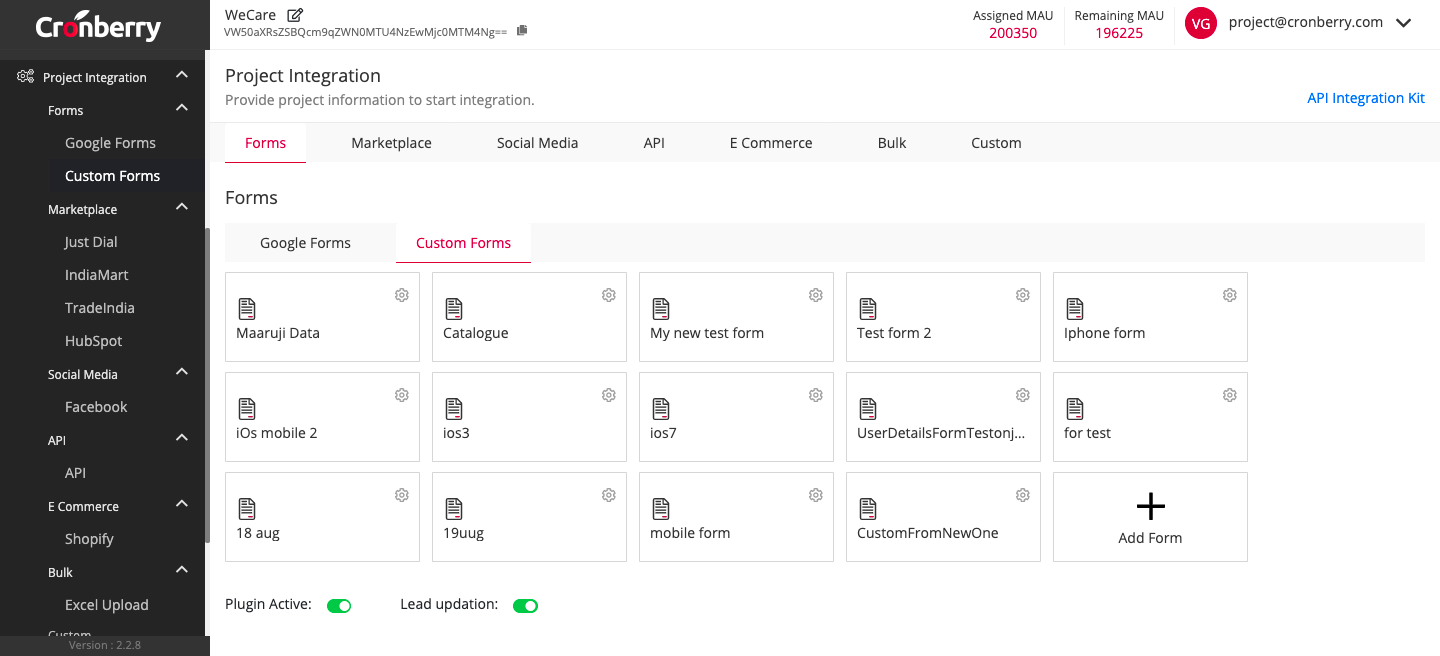 Cronberry
WeCare
VW50aXRsZSBQcm9qZWN0MTU4NzEwMjc0MTM4Ng==
Assigned MAU
200350
Remaining MAU
196225
VG
project@cronberry.com
Project Integration
Forms
Google Forms
Custom Forms
Marketplace
Just Dial
IndiaMart
TradeIndia
HubSpot
Social Media
Facebook
API
API
E Commerce
Shopify
Bulk
Excel Upload
Custom
Version : 2.2.8
Project Integration
Provide project information to start integration.
API Integration Kit
Forms Marketplace Social Media API E Commerce Bulk Custom
Forms
Google Forms Custom Forms
Maaruji Data Catalogue My new test form Test form 2 Iphone form
iOs mobile 2 ios3 ios7 UserDetailsFormTestonj... for test
18 aug 19uug mobile form CustomFromNewOne Add Form
Plugin Active: Lead updation: